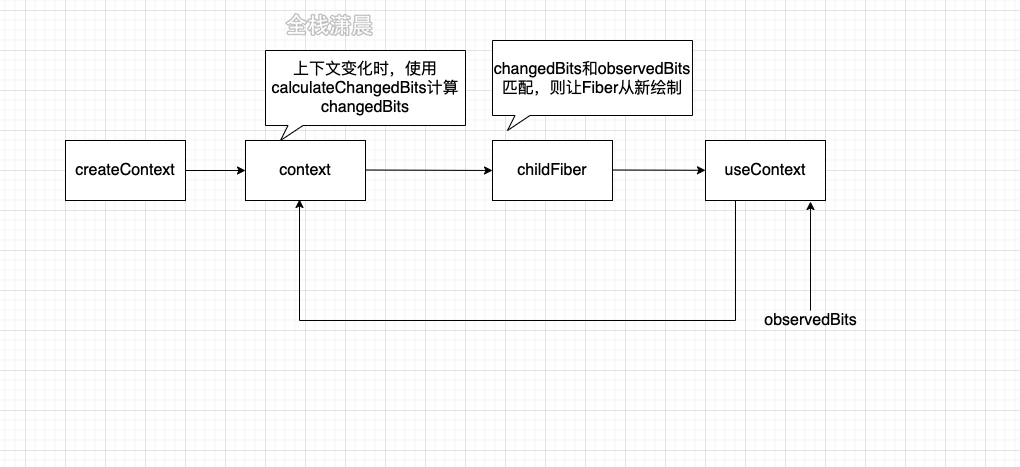 全栈潇晨
上下文变化时，使用
calculateChangedBits计算
changedBits
changedBits和observedBits
匹配，则让Fiber从新绘制
createContext
context
childFiber
useContext
observedBits